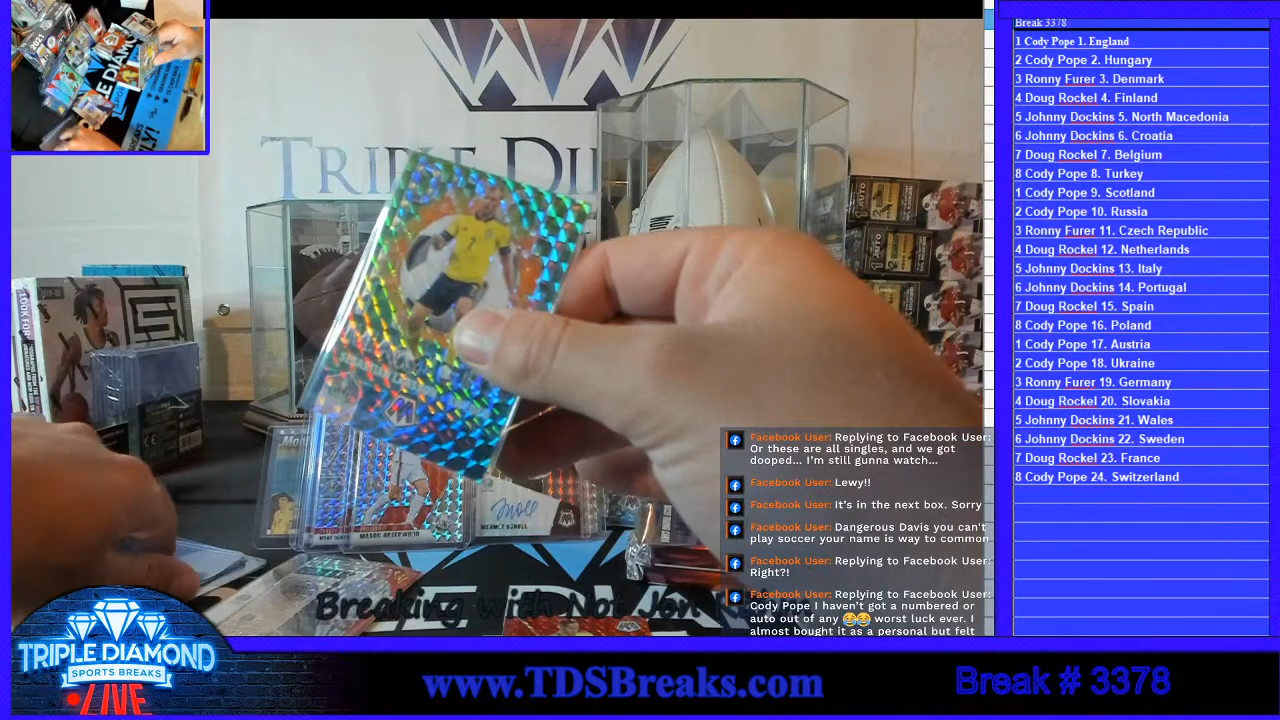 Break 3378
1 Cody Pope 1. England
2 Cody Pope 2. Hungary
3 Ronny Furer 3. Denmark
4 Doug Rockel 4. Finland
5 Johnny Dockins 5. North Macedonia
6 Johnny Dockins 6. Croatia
7 Doug Rockel 7. Belgium
8 Cody Pope 8. Turkey
1 Cody Pope 9. Scotland
2 Cody Pope 10. Russia
3 Ronny Furer 11. Czech Republic
4 Doug Rockel 12. Netherlands
5 Johnny Dockins 13. Italy
6 Johnny Dockins 14. Portugal
7 Doug Rockel 15. Spain
8 Cody Pope 16. Poland
1 Cody Pope 17. Austria
2 Cody Pope 18. Ukraine
3 Ronny Furer 19. Germany
4 Doug Rockel 20. Slovakia
5 Johnny Dockins 21. Wales
6 Johnny Dockins 22. Sweden
7 Doug Rockel 23. France
8 Cody Pope 24. Switzerland
Facebook User: Replying to Facebook User:
Or these are all singles, and we got
dooped... I'm still gunna watch...
Facebook User: Lewy!!
Facebook User: It's in the next box. Sorry
Facebook User: Dangerous Davis you can't
play soccer your name is way to common
Facebook User: Replying to Facebook User:
Right?!
Facebook User: Replying to Facebook User:
Cody Pope I haven't got a numbered or
auto out of any 😂😂 worst luck ever. I
almost bought it as a personal but felt
TRIPLE DI
2021
7
MASON GREENWOOD
Breaking with Not Jon
TRIPLE DIAMOND
SPORTS BREAKS
LIVE
www.TDSBreaks.com
Break # 3378